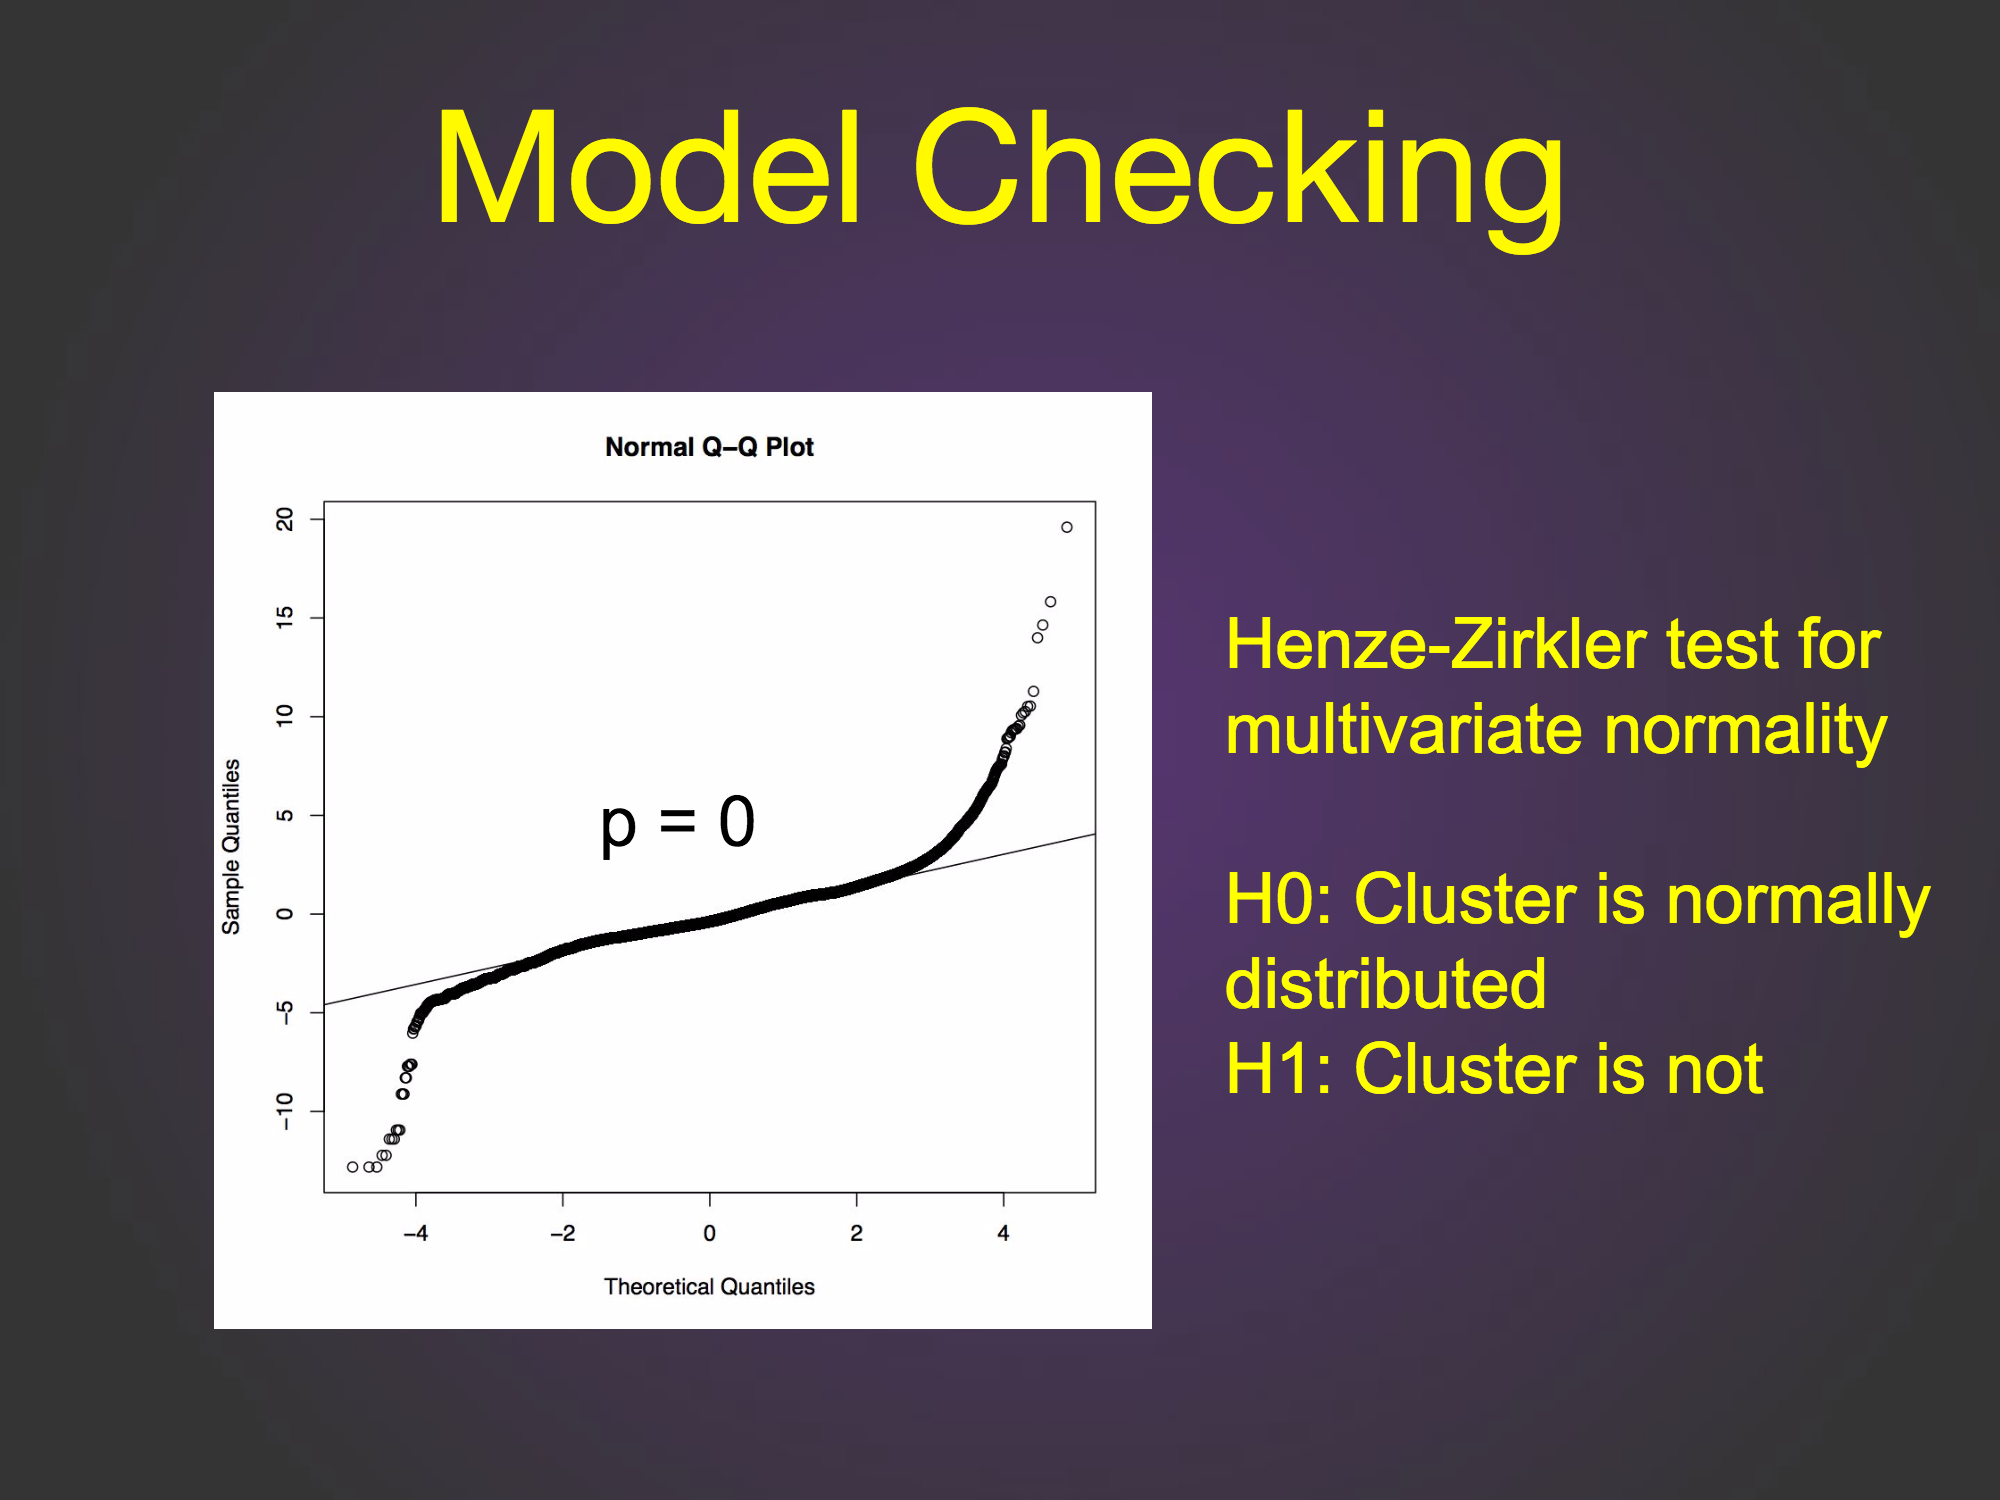 Model Checking
Normal Q–Q Plot
20
15
10
5
0
−5
−10
Sample Quantiles
p = 0
−4
−2
0
2
4
Theoretical Quantiles
Henze-Zirkler test for
multivariate normality
H0: Cluster is normally
distributed
H1: Cluster is not